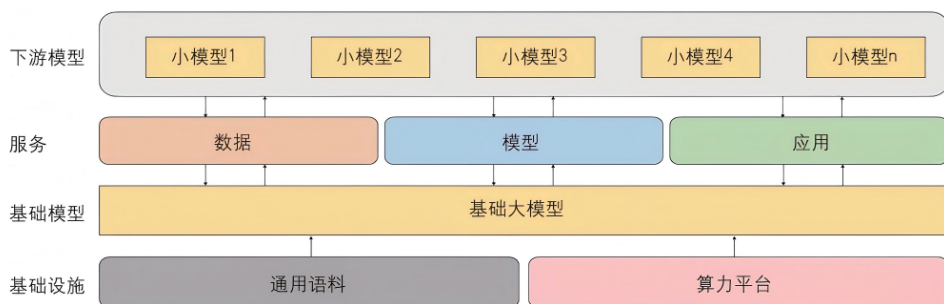 下游模型 小模型1 小模型2 小模型3 小模型4 小模型n
服务 数据 模型 应用
基础模型 基础大模型
基础设施 通用语料 算力平台